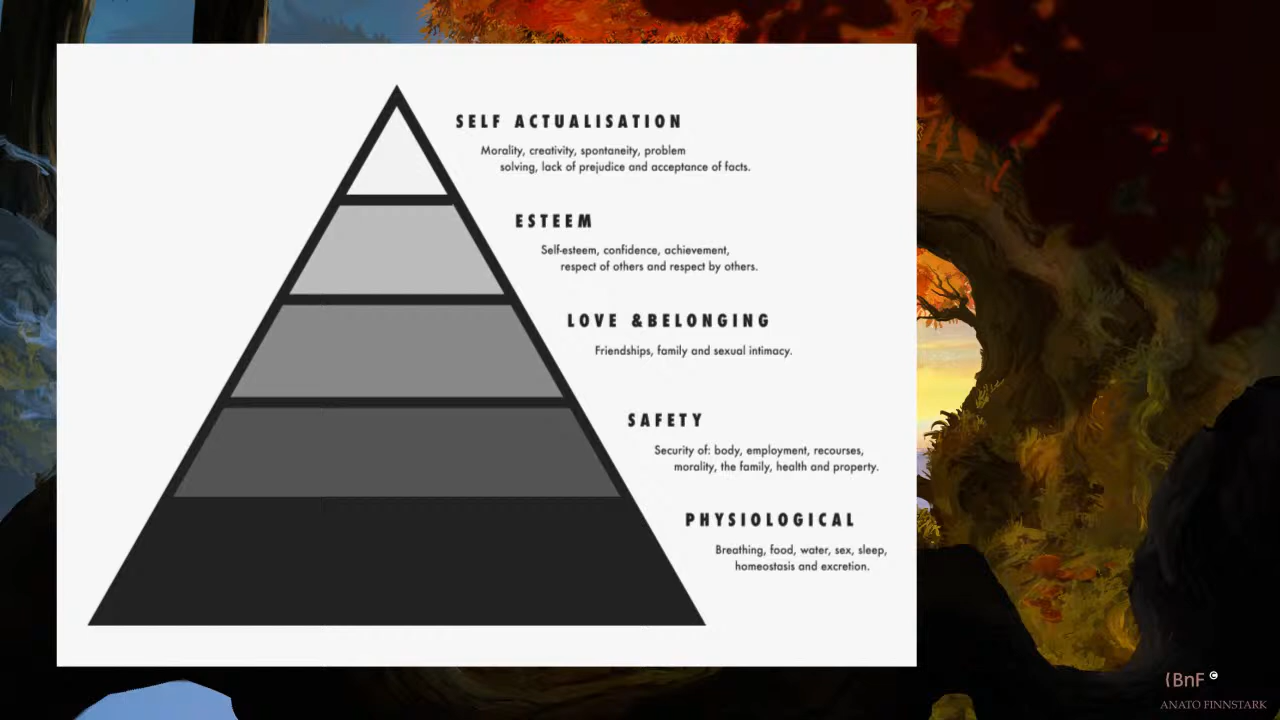 SELF ACTUALISATION
Morality, creativity, spontaneity, problem
solving, lack of prejudice and acceptance of facts.
ESTEEM
Self-esteem, confidence, achievement,
respect of others and respect by others.
LOVE &BELONGING
Friendships, family and sexual intimacy.
SAFETY
Security of: body, employment, recourses,
morality, the family, health and property.
PHYSIOLOGICAL
Breathing, food, water, sex, sleep,
homeostasis and excretion.
(BnF ©
ANATO FINNSTARK